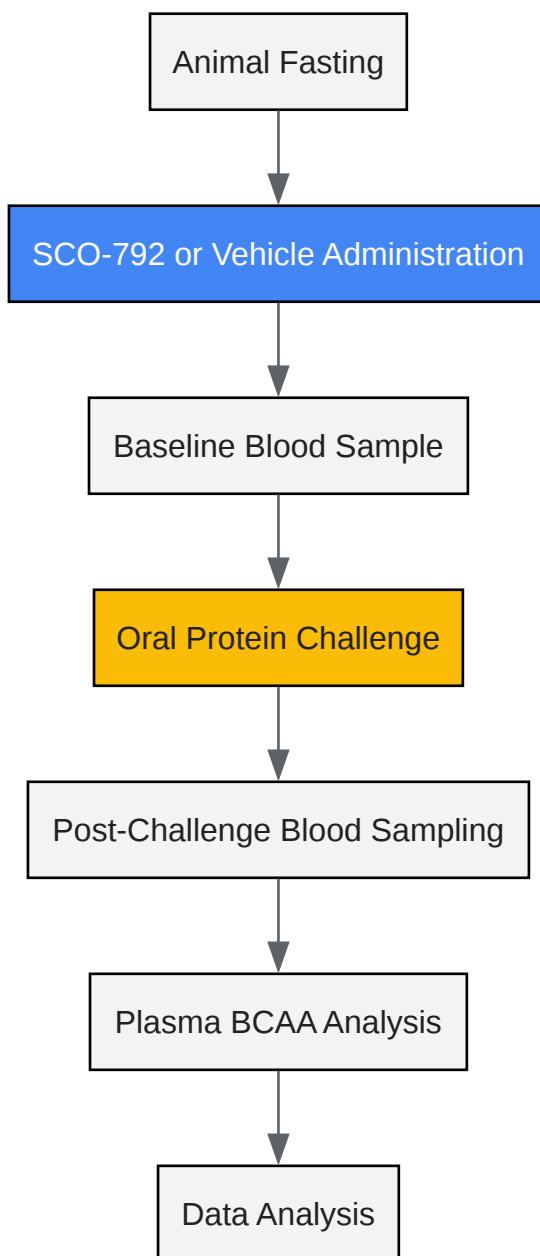 Animal Fasting
SCO-792 or Vehicle Administration
Baseline Blood Sample
Oral Protein Challenge
Post-Challenge Blood Sampling
Plasma BCAA Analysis
Data Analysis